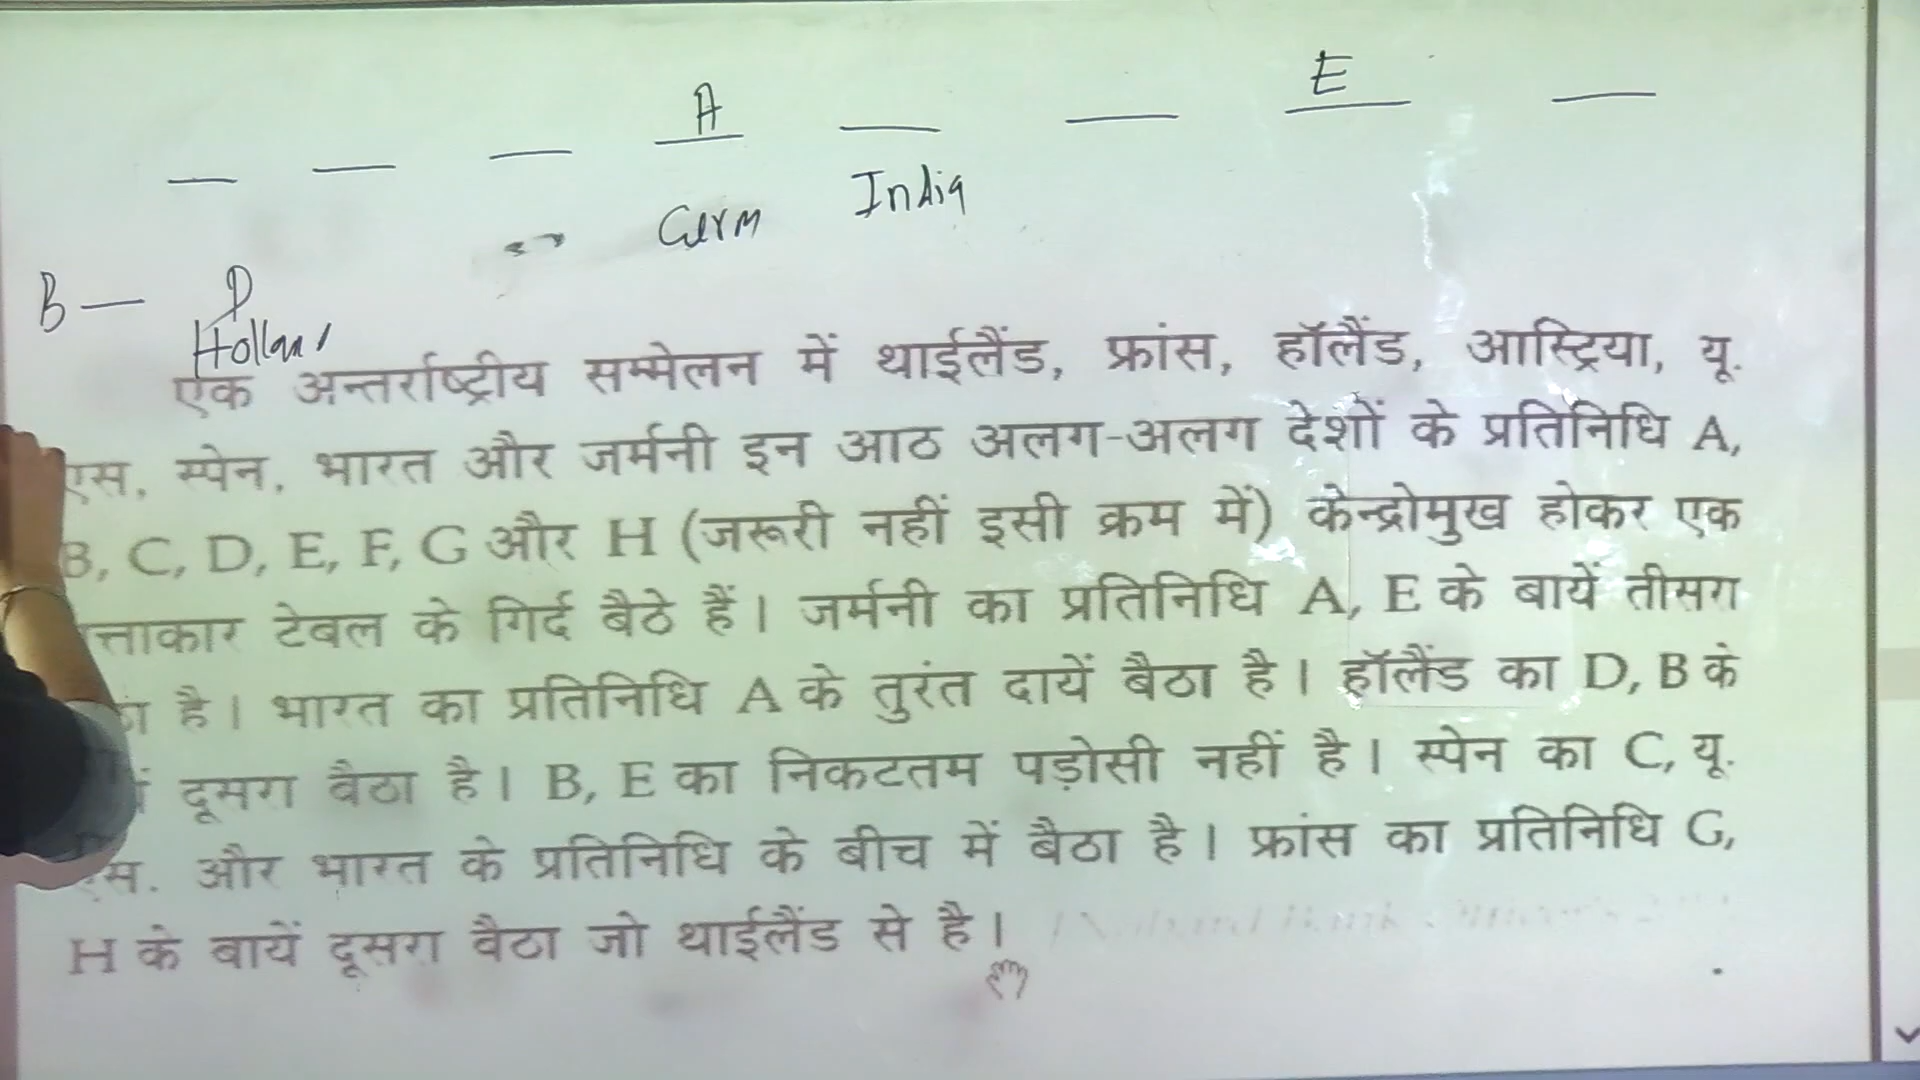 A E
Germ India
B — D
Holland
एक अन्तर्राष्ट्रीय सम्मेलन में थाईलैंड, फ्रांस, हॉलैंड, आस्ट्रिया, यू.
एस. स्पेन, भारत और जर्मनी इन आठ अलग-अलग देशों के प्रतिनिधि A,
B, C, D, E, F, G और H (जरूरी नहीं इसी क्रम में) केन्द्रोमुख होकर एक
त्ताकार टेबल के गिर्द बैठे हैं। जर्मनी का प्रतिनिधि A, E के बायें तीसरा
है। भारत का प्रतिनिधि A के तुरंत दायें बैठा है। हॉलैंड का D, B के
दूसरा बैठा है। B, E का निकटतम पड़ोसी नहीं है। स्पेन का C, यू.
एस. और भारत के प्रतिनिधि के बीच में बैठा है। फ्रांस का प्रतिनिधि G,
H के बायें दूसरा बैठा जो थाईलैंड से है।